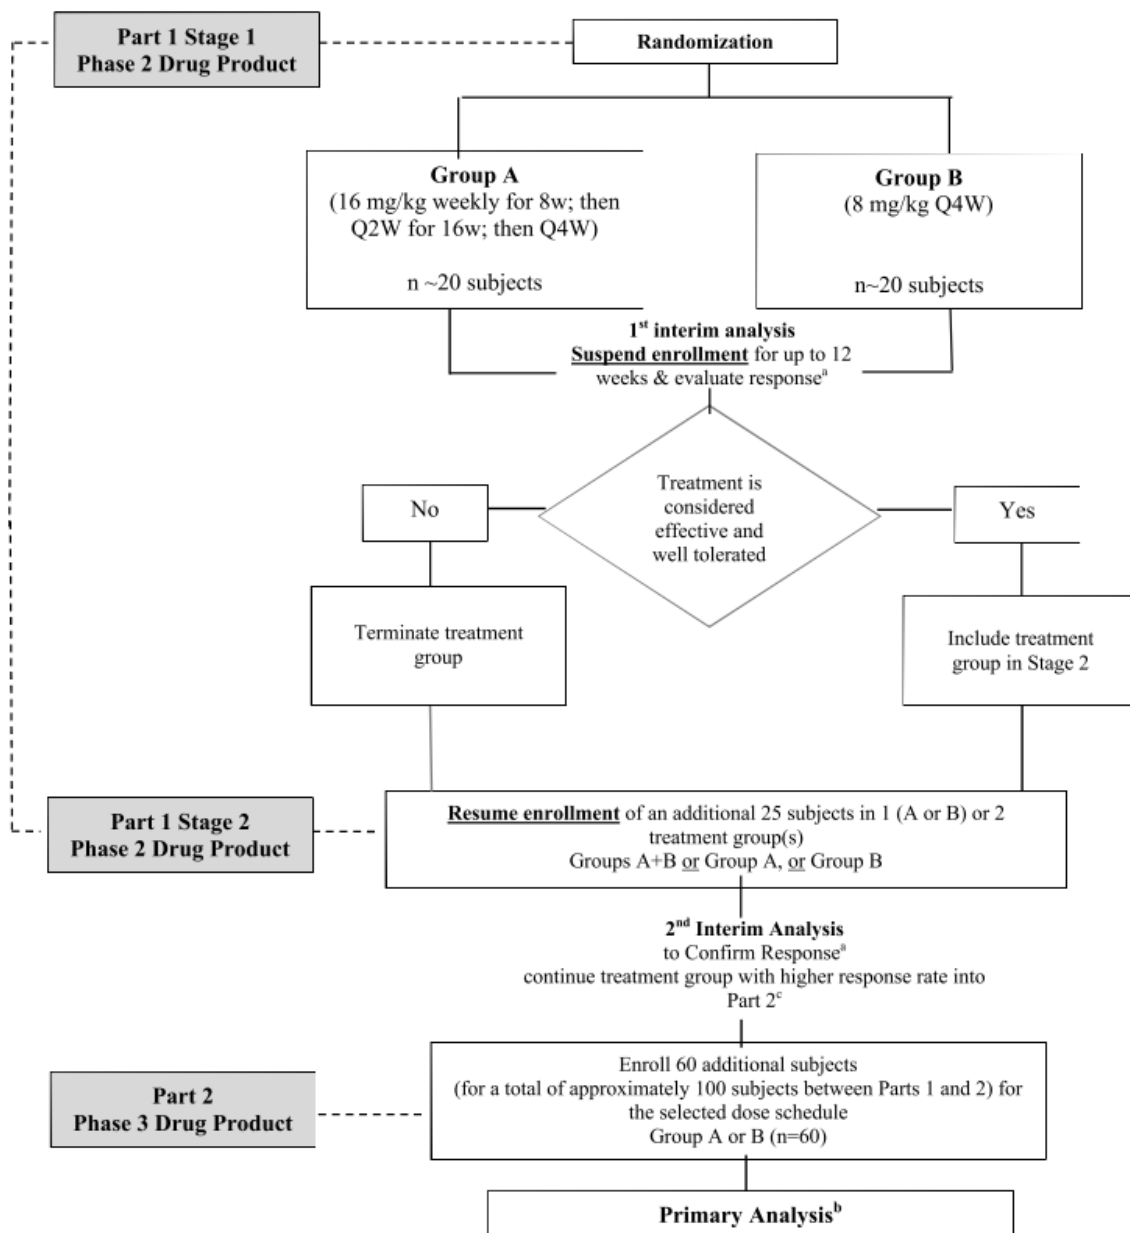 Part 1 Stage 1
Phase 2 Drug Product
Randomization
Group A
(16 mg/kg weekly for 8w; then
Q2W for 16w; then Q4W)
n ~20 subjects
Group B
(8 mg/kg Q4W)
n~20 subjects
1st interim analysis
Suspend enrollment for up to 12
weeks & evaluate responseᵃ
Treatment is
considered
effective and
well tolerated
No
Yes
Terminate treatment
group
Include treatment
group in Stage 2
Part 1 Stage 2
Phase 2 Drug Product
Resume enrollment of an additional 25 subjects in 1 (A or B) or 2
treatment group(s)
Groups A+B or Group A, or Group B
2nd Interim Analysis
to Confirm Responseᵃ
continue treatment group with higher response rate into
Part 2ᶜ
Part 2
Phase 3 Drug Product
Enroll 60 additional subjects
(for a total of approximately 100 subjects between Parts 1 and 2) for
the selected dose schedule
Group A or B (n=60)
Primary Analysisᵇ